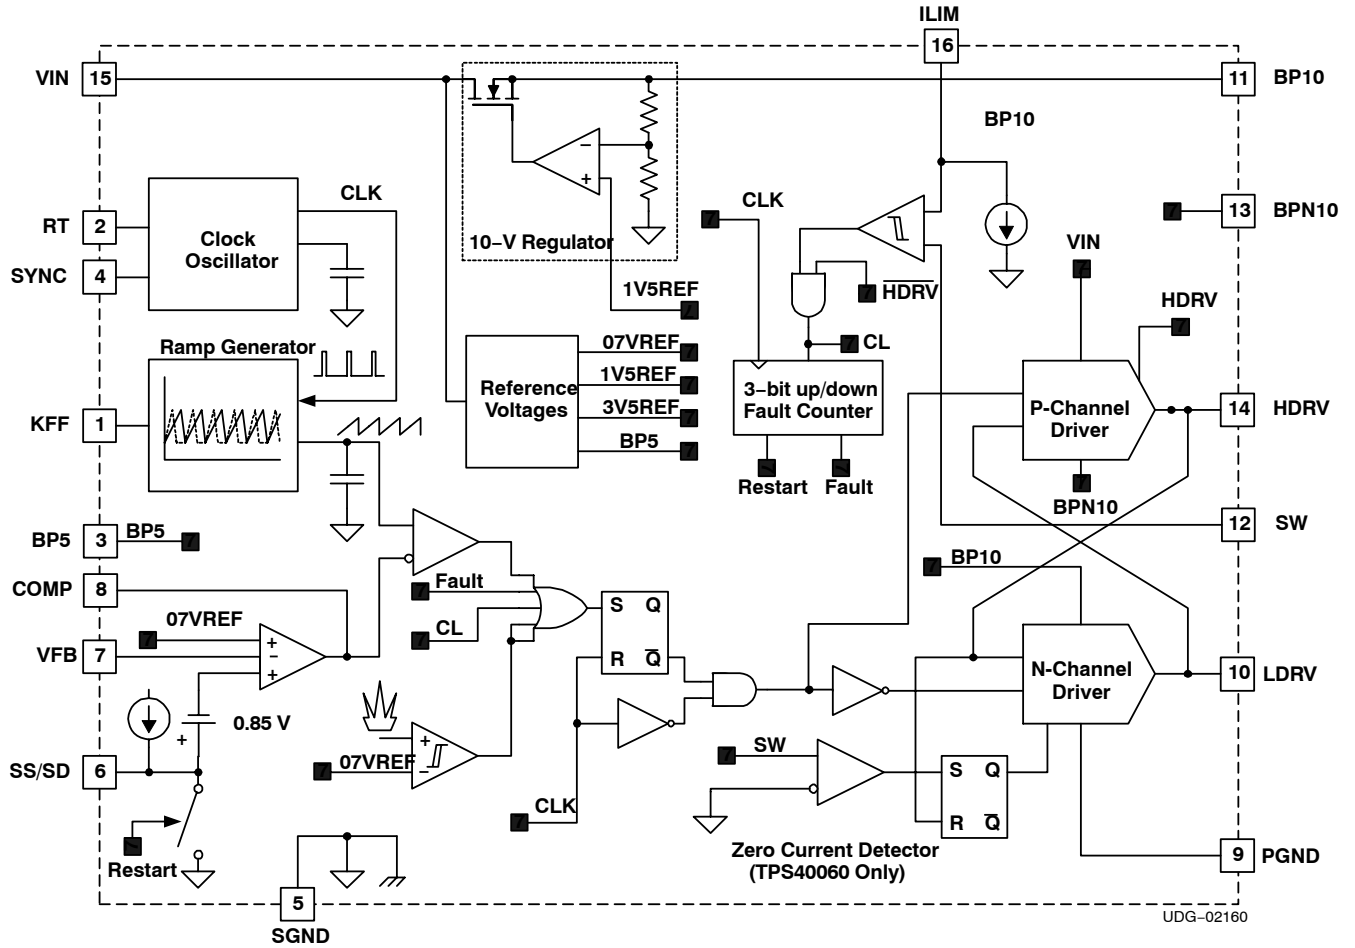 ILIM
16
VIN 15
11 BP10
BP10
CLK
CLK
13 BPN10
RT 2
Clock
Oscillator
10−V Regulator
VIN
SYNC 4
1V5REF
HDRV
HDRV
Ramp Generator
07VREF
CL
1V5REF
Reference
Voltages
3−bit up/down
Fault Counter
P-Channel
Driver
14 HDRV
KFF 1
3V5REF
BP5
Restart
Fault
BPN10
12 SW
BP5 3 BP5
BP10
COMP 8
Fault
07VREF
S Q
CL
R Q
VFB 7
+
−
+
N-Channel
Driver
10 LDRV
0.85 V
+
+
−
07VREF
SW
SS/SD 6
S Q
CLK
R Q
Zero Current Detector
(TPS40060 Only)
9 PGND
Restart
5
SGND
UDG−02160